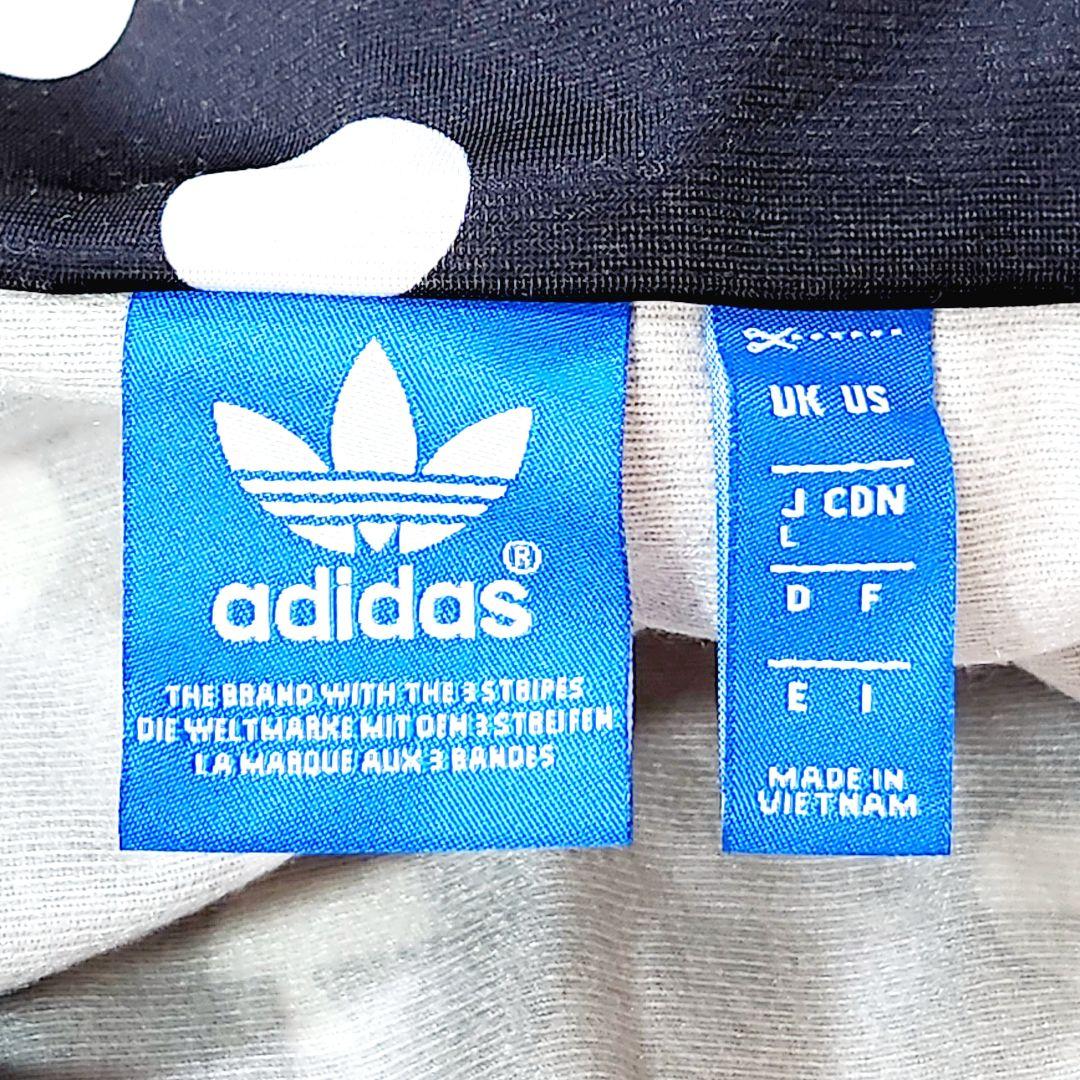 adidas®
THE BRAND WITH THE 3 STRIPES
DIE WELTMARKE MIT DEN 3 STREIFEN
LA MARQUE AUX 3 BANDES
UK US
J CDN
L
D F
E I
MADE IN
VIETNAM